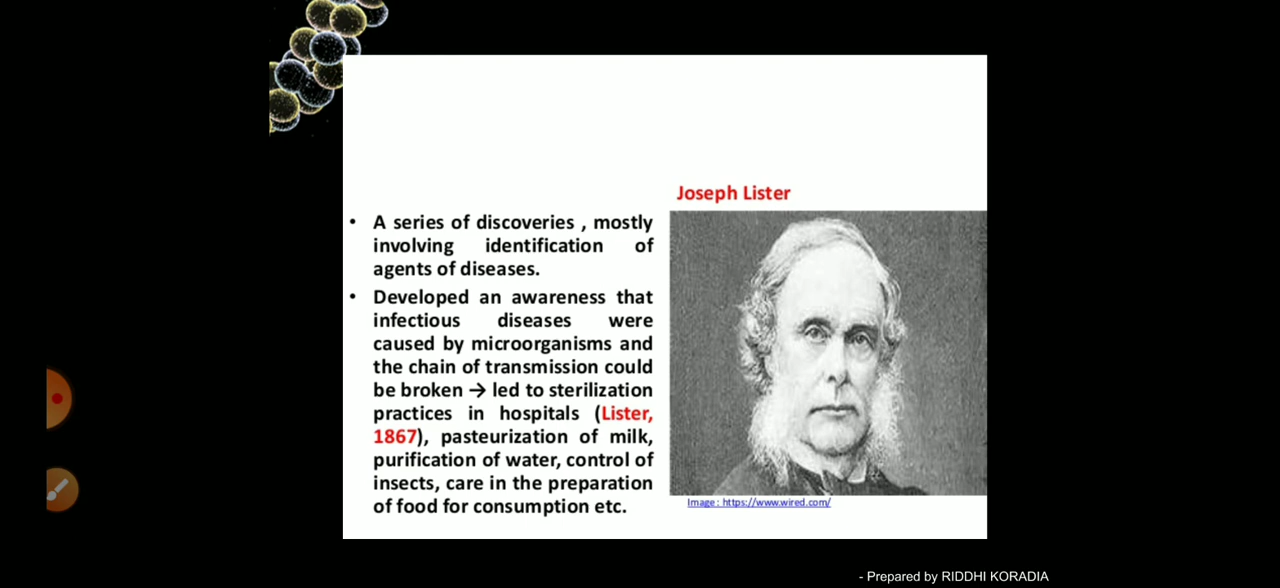 Joseph Lister
• A series of discoveries , mostly
involving identification of
agents of diseases.
• Developed an awareness that
infectious diseases were
caused by microorganisms and
the chain of transmission could
be broken → led to sterilization
practices in hospitals (Lister,
1867), pasteurization of milk,
purification of water, control of
insects, care in the preparation
of food for consumption etc.
Image : https://www.wired.com/
- Prepared by RIDDHI KORADIA